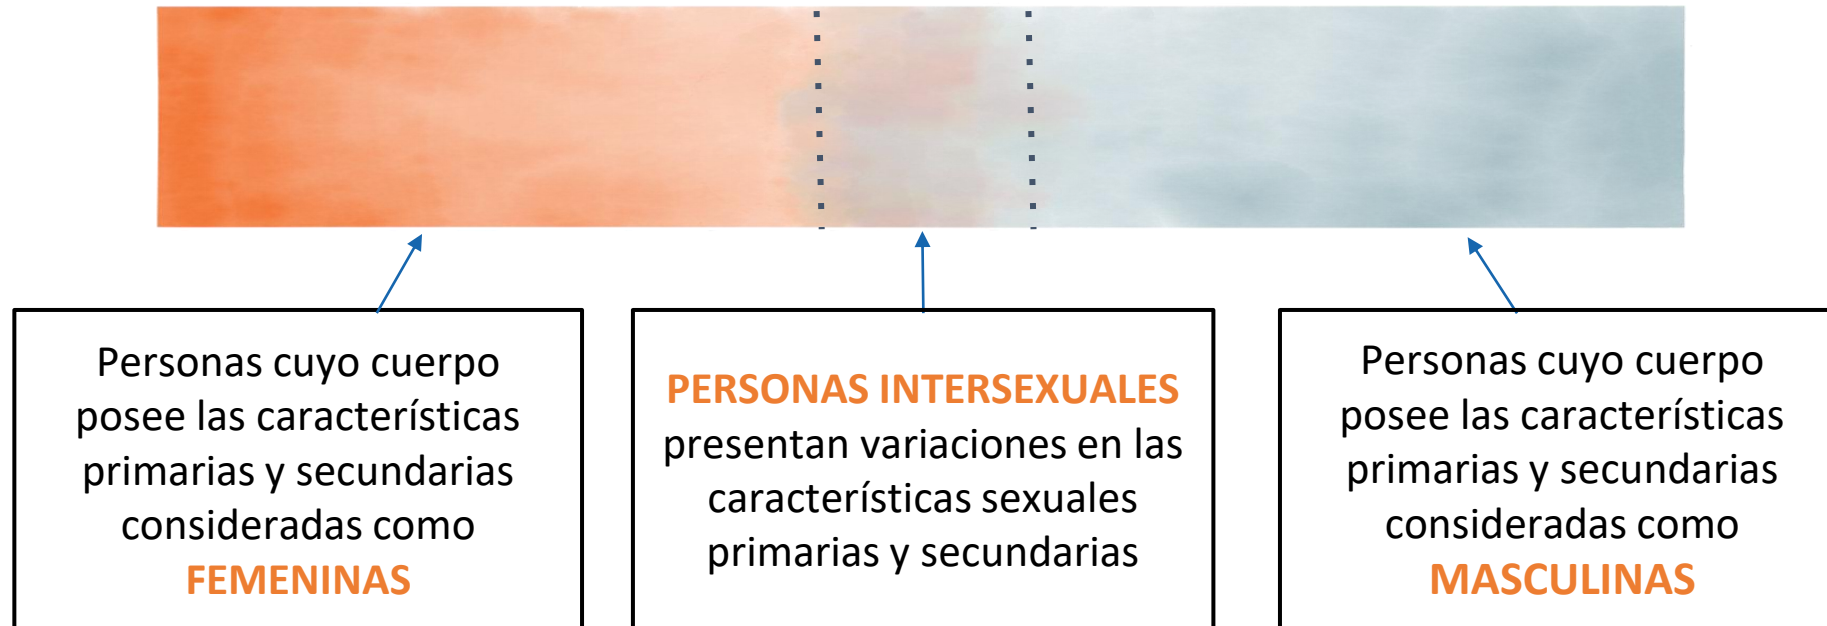 Personas cuyo cuerpo
posee las características
primarias y secundarias
consideradas como
FEMENINAS
PERSONAS INTERSEXUALES
presentan variaciones en las
características sexuales
primarias y secundarias
Personas cuyo cuerpo
posee las características
primarias y secundarias
consideradas como
MASCULINAS